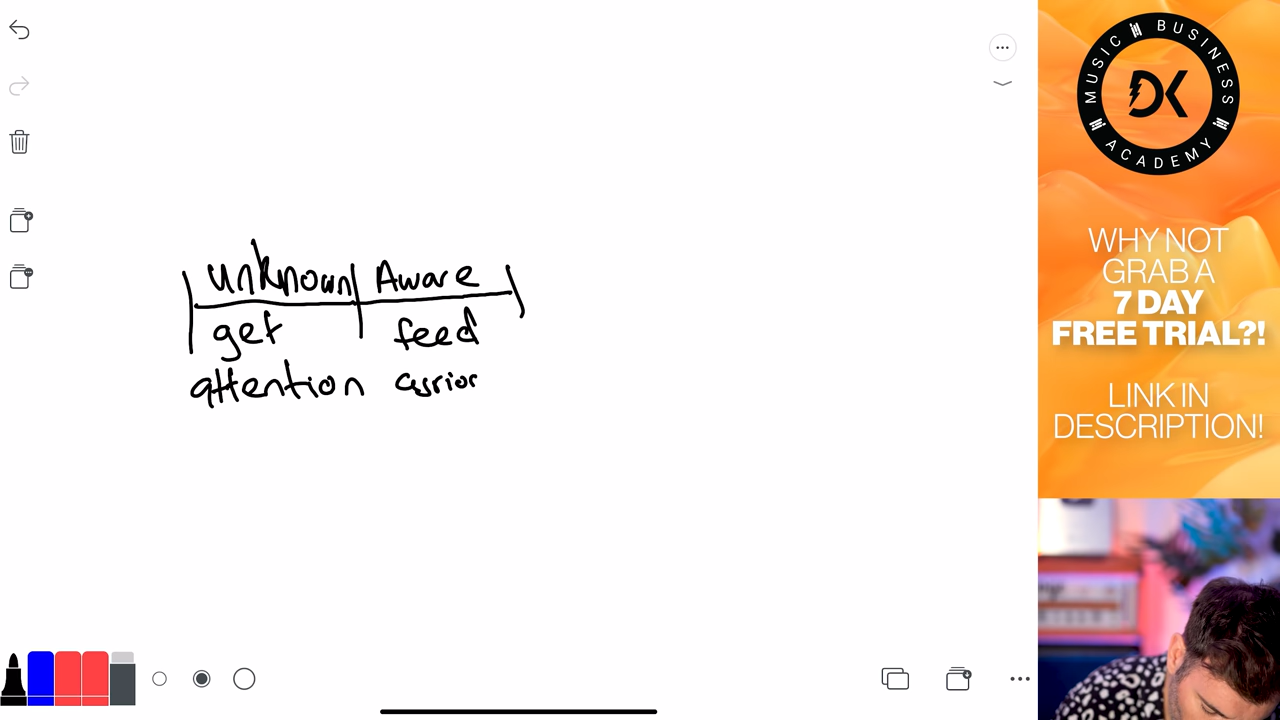 unknown Aware
get feed
attention curior
MUSIC BUSINESS
DK
ACADEMY
WHY NOT
GRAB A
7 DAY
FREE TRIAL?!
LINK IN
DESCRIPTION!